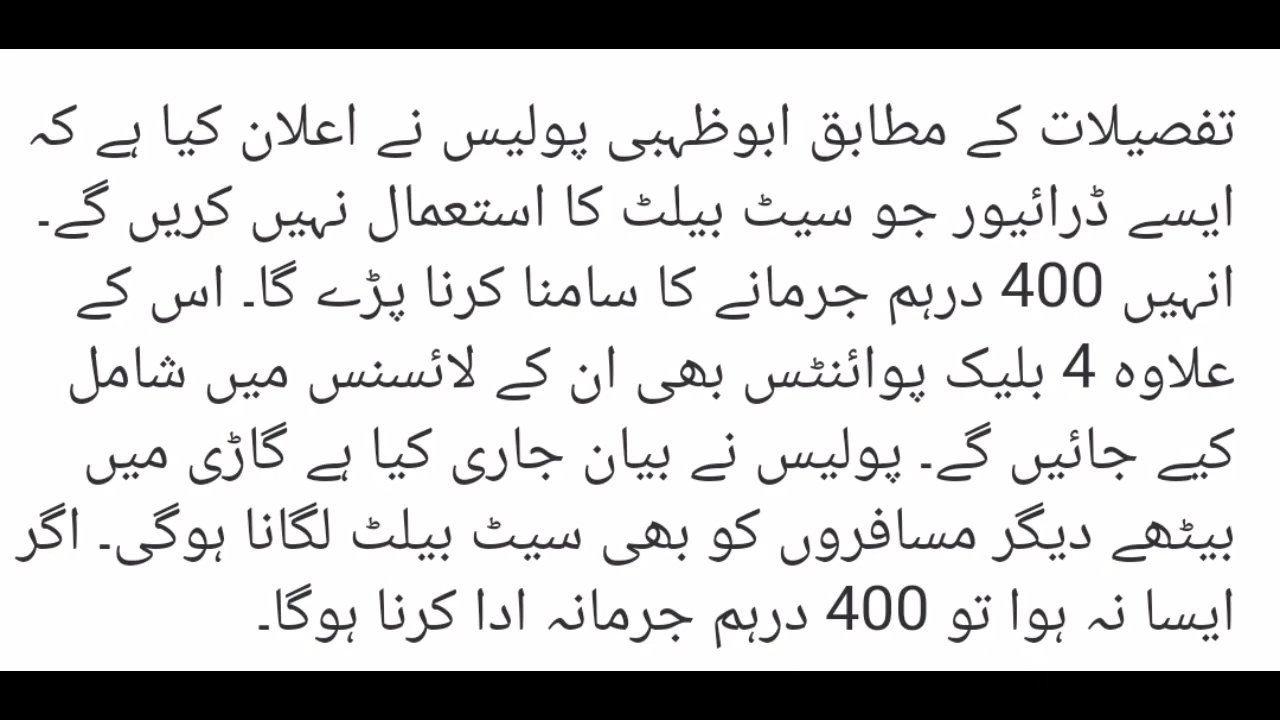 تفصیلات کے مطابق ابوظہبی پولیس نے اعلان کیا ہے کہ
ایسے ڈرائیور جو سیٹ بیلٹ کا استعمال نہیں کریں گے۔
انہیں 400 درہم جرمانے کا سامنا کرنا پڑے گا۔ اس کے
علاوہ 4 بلیک پوائنٹس بھی ان کے لائسنس میں شامل
کیے جائیں گے۔ پولیس نے بیان جاری کیا ہے گاڑی میں
بیٹھے دیگر مسافروں کو بھی سیٹ بیلٹ لگانا ہوگی۔ اگر
ایسا نہ ہوا تو 400 درہم جرمانہ ادا کرنا ہوگا۔